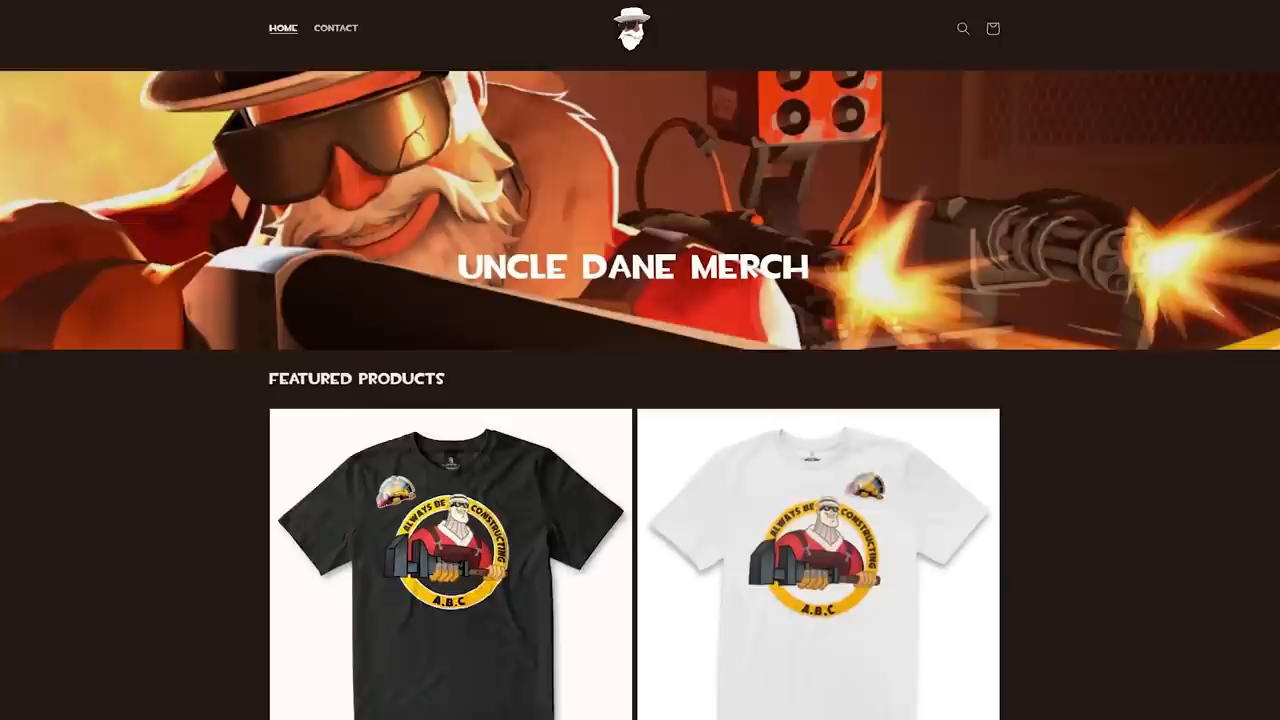 HOME CONTACT
UNCLE DANE MERCH
FEATURED PRODUCTS
ALWAYS BE CONSTRUCTING
A.B.C
ALWAYS BE CONSTRUCTING
A.B.C